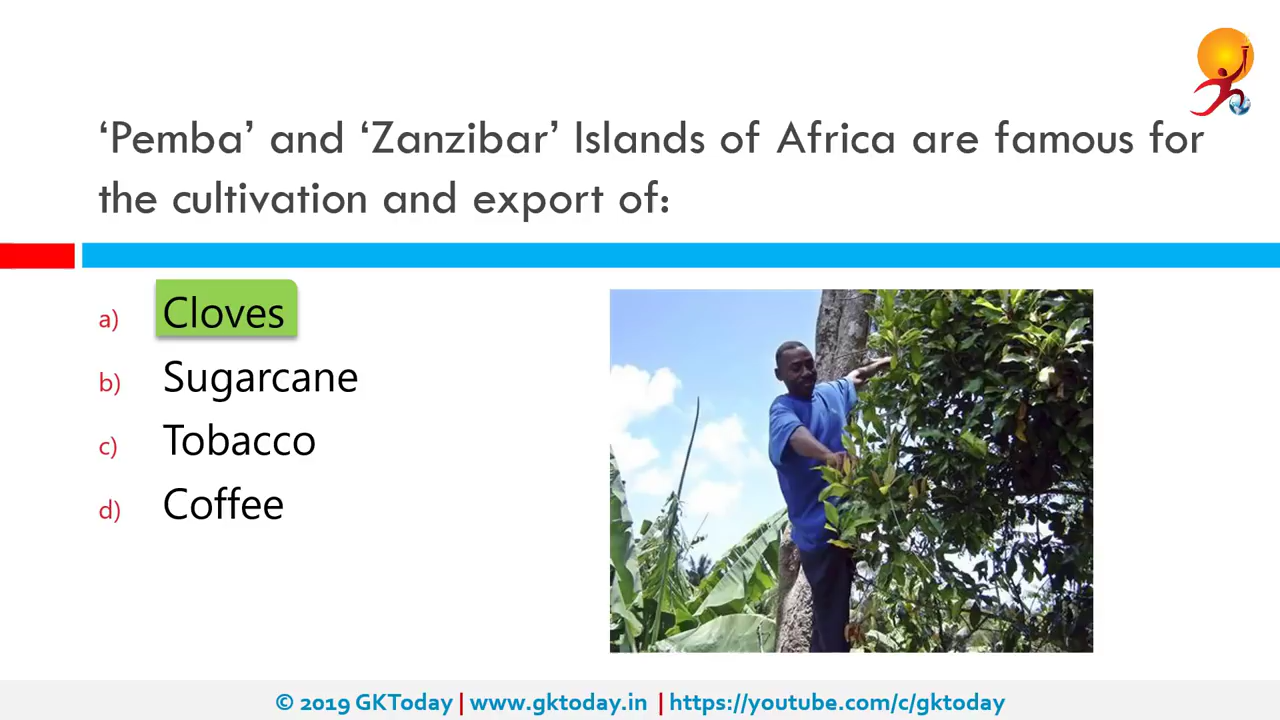 ‘Pemba’ and ‘Zanzibar’ Islands of Africa are famous for
the cultivation and export of:
a) Cloves
b) Sugarcane
c) Tobacco
d) Coffee
© 2019 GKToday | www.gktoday.in | https://youtube.com/c/gktoday